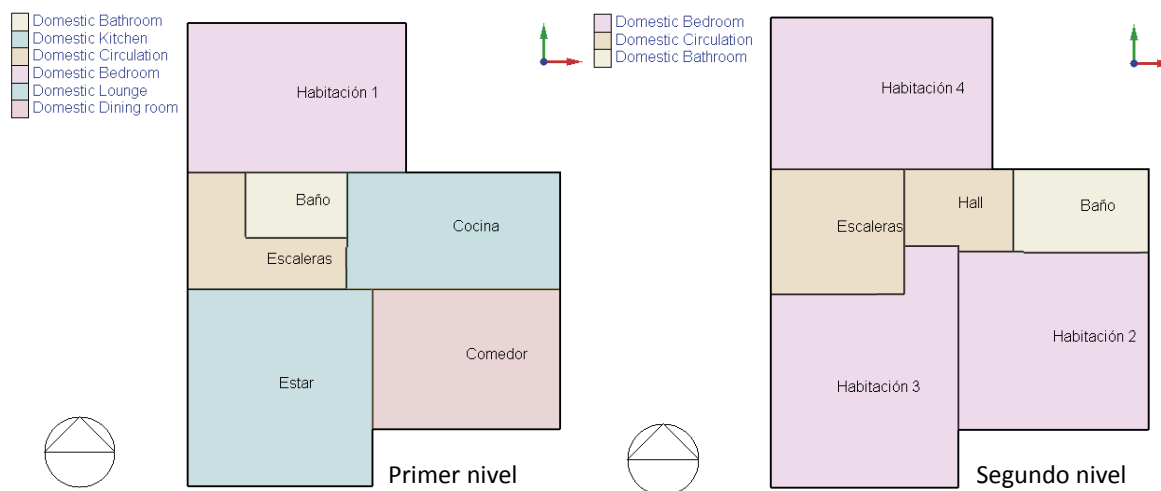 Domestic Bathroom
Domestic Kitchen
Domestic Circulation
Domestic Bedroom
Domestic Lounge
Domestic Dining room
Habitación 1
Baño
Cocina
Escaleras
Comedor
Estar
Primer nivel
Domestic Bedroom
Domestic Circulation
Domestic Bathroom
Habitación 4
Hall
Baño
Escaleras
Habitación 2
Habitación 3
Segundo nivel